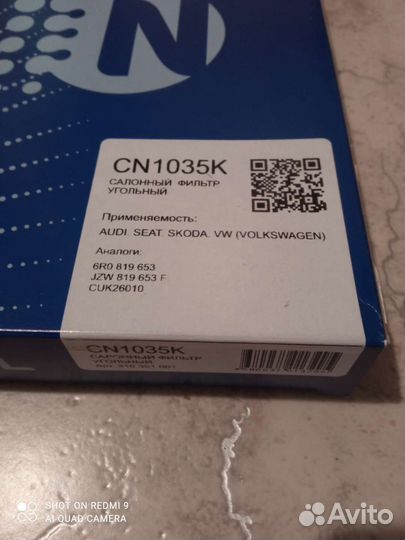 N
CN1035K
САЛОННЫЙ ФИЛЬТР
УГОЛЬНЫЙ
Применяемость:
AUDI. SEAT. SKODA. VW (VOLKSWAGEN)
Аналоги:
6R0 819 653
JZW 819 653 F
CUK26010
L
CN1035K
САЛОННЫЙ ФИЛЬТР
УГОЛЬНЫЙ
Арт.
SHOT ON REDMI 9
AI QUAD CAMERA
Avito